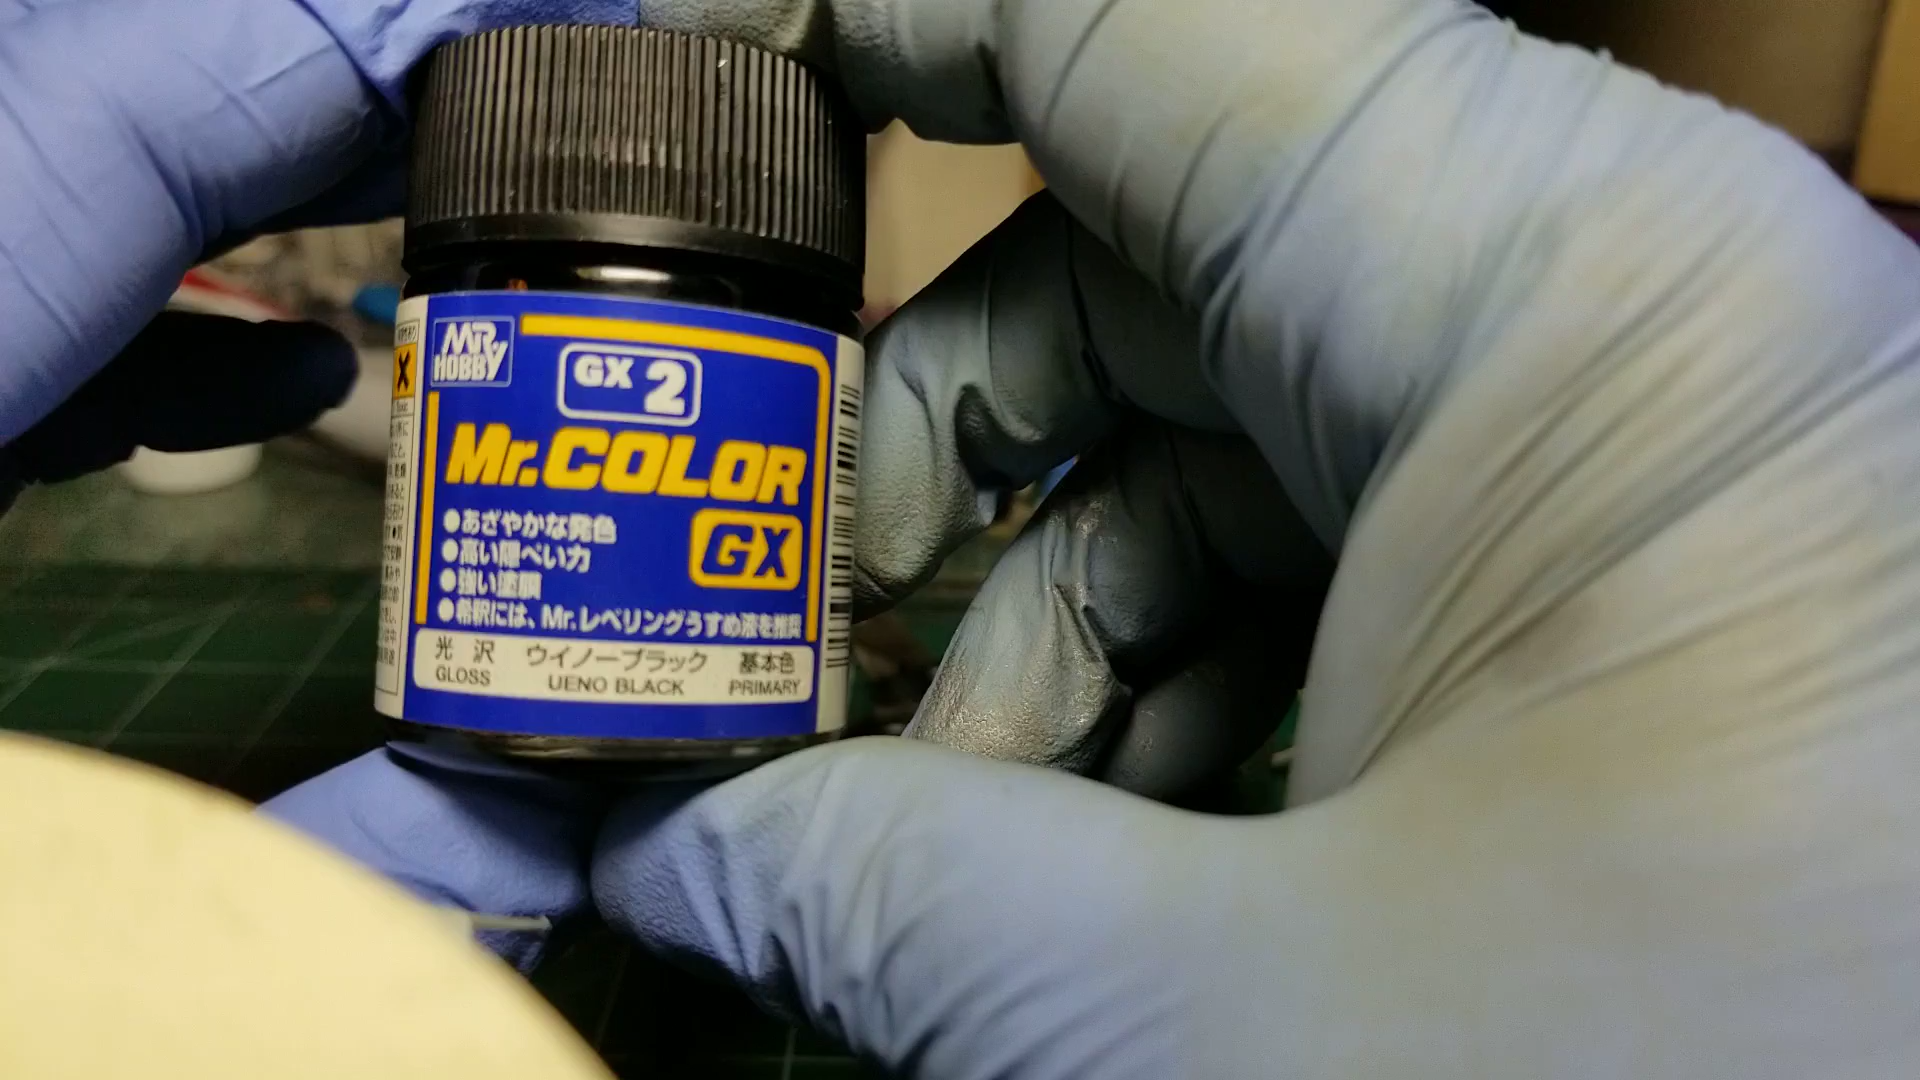 MR HOBBY
GX 2
Mr.COLOR
GX
●あざやかな発色
●高い隠ぺい力
●強い塗膜
●希釈には、Mr.レベリングうすめ液を推奨
光沢 ウイノーブラック 基本色
GLOSS UENO BLACK PRIMARY